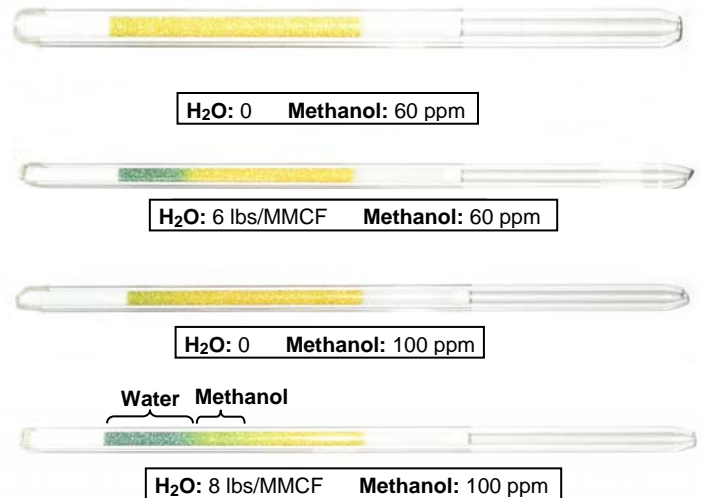 H₂O: 0 Methanol: 60 ppm
H₂O: 6 lbs/MMCF Methanol: 60 ppm
H₂O: 0 Methanol: 100 ppm
Water Methanol
H₂O: 8 lbs/MMCF Methanol: 100 ppm